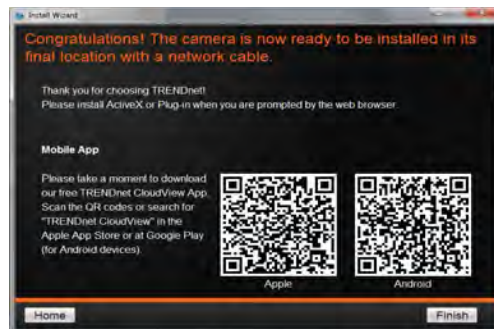 Install Wizard
Congratulations! The camera is now ready to be installed in its
final location with a network cable.
Thank you for choosing TRENDnet!
Please install ActiveX or Plug-in when you are prompted by the web browser.
Mobile App
Please take a moment to download
our free TRENDnet CloudView App.
Scan the QR codes or search for
"TRENDnet CloudView" in the
Apple App Store or at Google Play
(for Android devices).
Apple
Android
Home
Finish